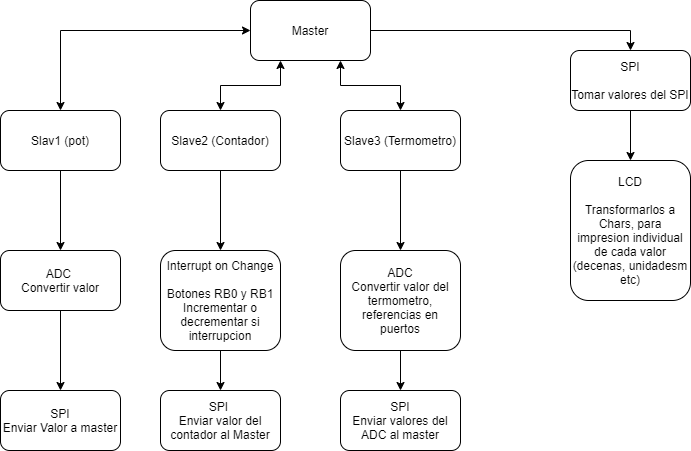 Master
SPI
Tomar valores del SPI
Slav1 (pot)
Slave2 (Contador)
Slave3 (Termometro)
LCD
Transformarlos a
Chars, para
impresion individual
de cada valor
(decenas, unidadesm
etc)
ADC
Convertir valor
Interrupt on Change
Botones RB0 y RB1
Incrementar o
decrementar si
interrupcion
ADC
Convertir valor del
termometro,
referencias en
puertos
SPI
Enviar Valor a master
SPI
Enviar valor del
contador al Master
SPI
Enviar valores del
ADC al master